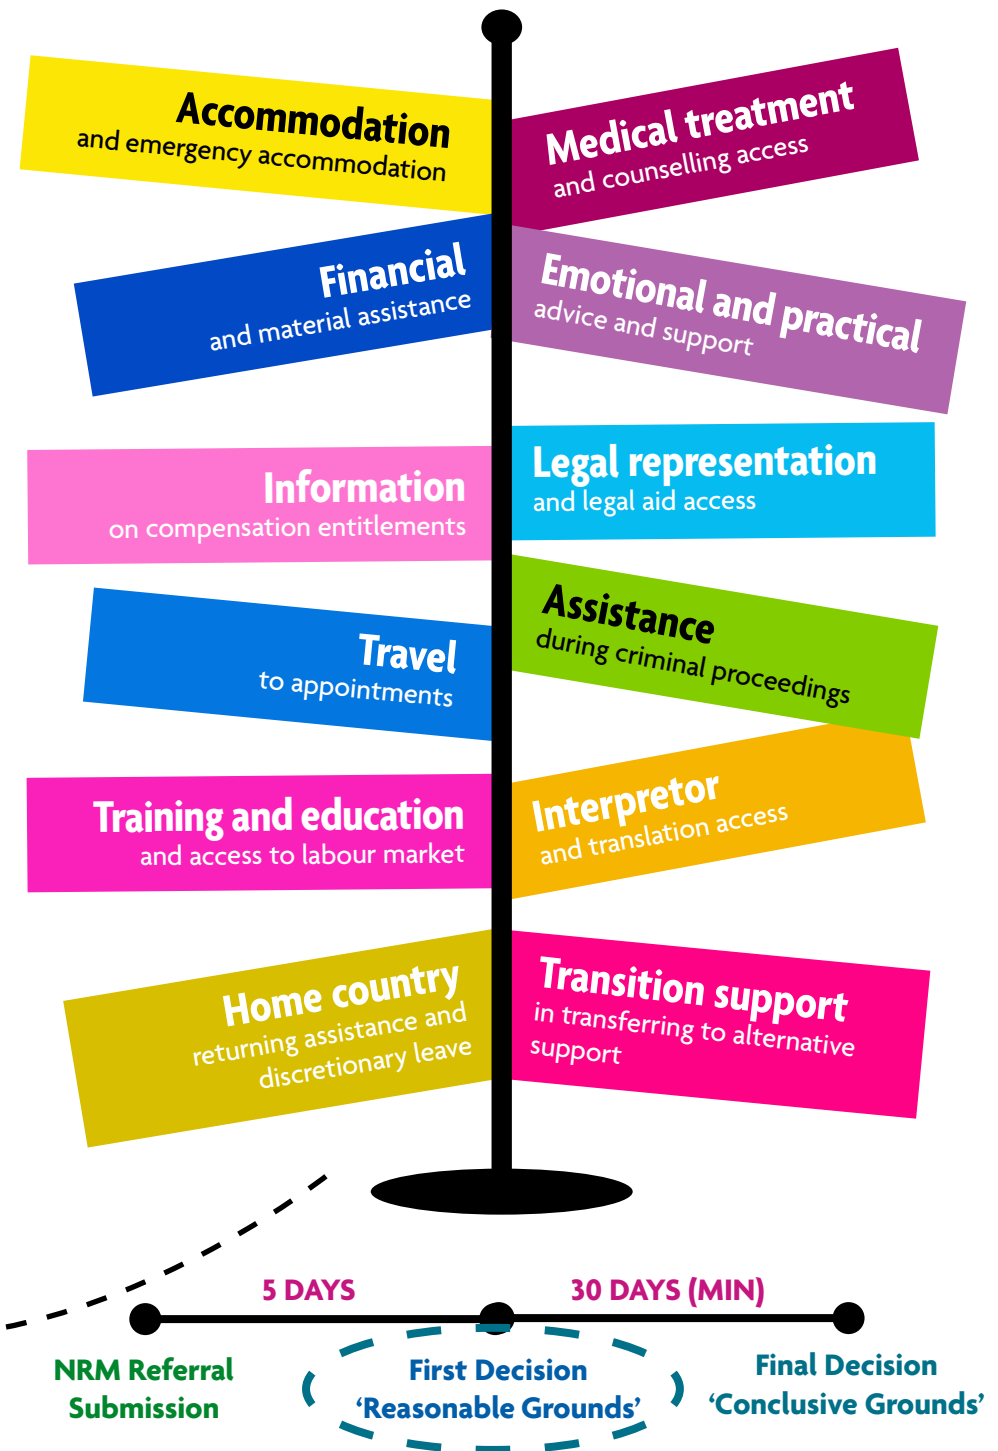 Accommodation
and emergency accommodation
Medical treatment
and counselling access
Financial
and material assistance
Emotional and practical
advice and support
Information
on compensation entitlements
Legal representation
and legal aid access
Travel
to appointments
Assistance
during criminal proceedings
Training and education
and access to labour market
Interpretor
and translation access
Home country
returning assistance and
discretionary leave
Transition support
in transferring to alternative
support
5 DAYS
30 DAYS (MIN)
NRM Referral
Submission
First Decision
‘Reasonable Grounds’
Final Decision
‘Conclusive Grounds’